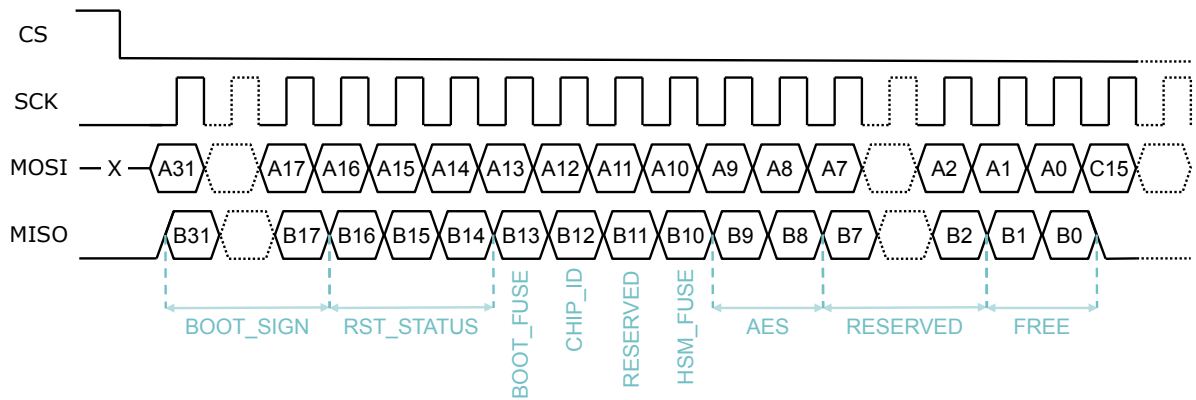 CS
SCK
MOSI X A31 A17 A16 A15 A14 A13 A12 A11 A10 A9 A8 A7 A2 A1 A0 C15
MISO B31 B17 B16 B15 B14 B13 B12 B11 B10 B9 B8 B7 B2 B1 B0
BOOT_SIGN RST_STATUS BOOT_FUSE CHIP_ID RESERVED HSM_FUSE AES RESERVED FREE